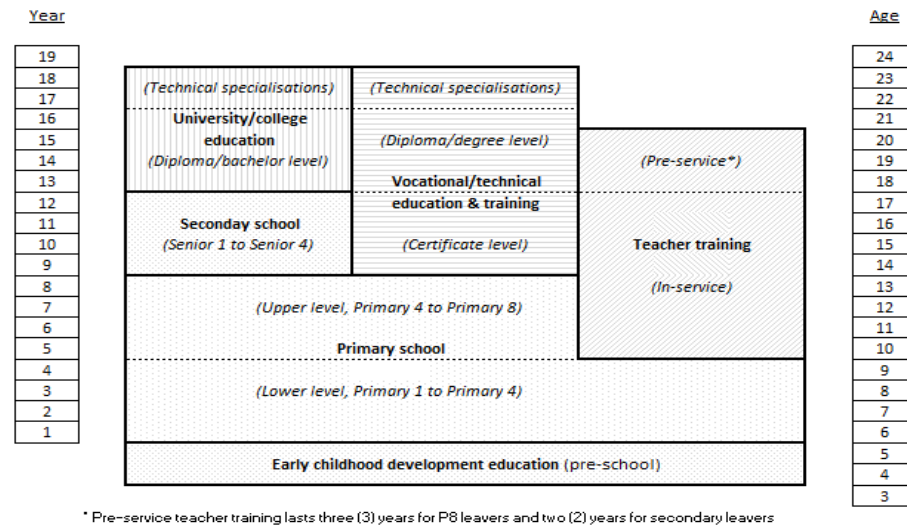 Year
Age
19
18
17
16
15
14
13
12
11
10
9
8
7
6
5
4
3
2
1
(Technical specialisations)
University/college
education
(Diploma/bachelor level)
Seconday school
(Senior 1 to Senior 4)
(Technical specialisations)
(Diploma/degree level)
Vocational/technical
education & training
(Certificate level)
(Pre-service*)
Teacher training
(In-service)
(Upper level, Primary 4 to Primary 8)
Primary school
(Lower level, Primary 1 to Primary 4)
Early childhood development education (pre-school)
24
23
22
21
20
19
18
17
16
15
14
13
12
11
10
9
8
7
6
5
4
3
* Pre-service teacher training lasts three (3) years for P8 leavers and two (2) years for secondary leavers